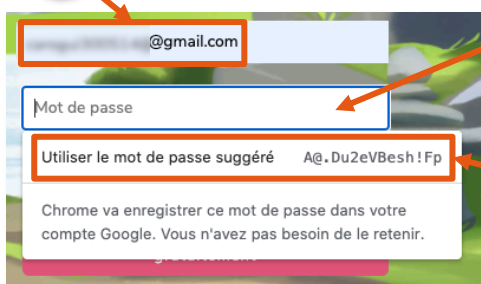 @gmail.com
Mot de passe
Utiliser le mot de passe suggéré A@.Du2eVBesh!Fp
Chrome va enregistrer ce mot de passe dans votre
compte Google. Vous n'avez pas besoin de le retenir.